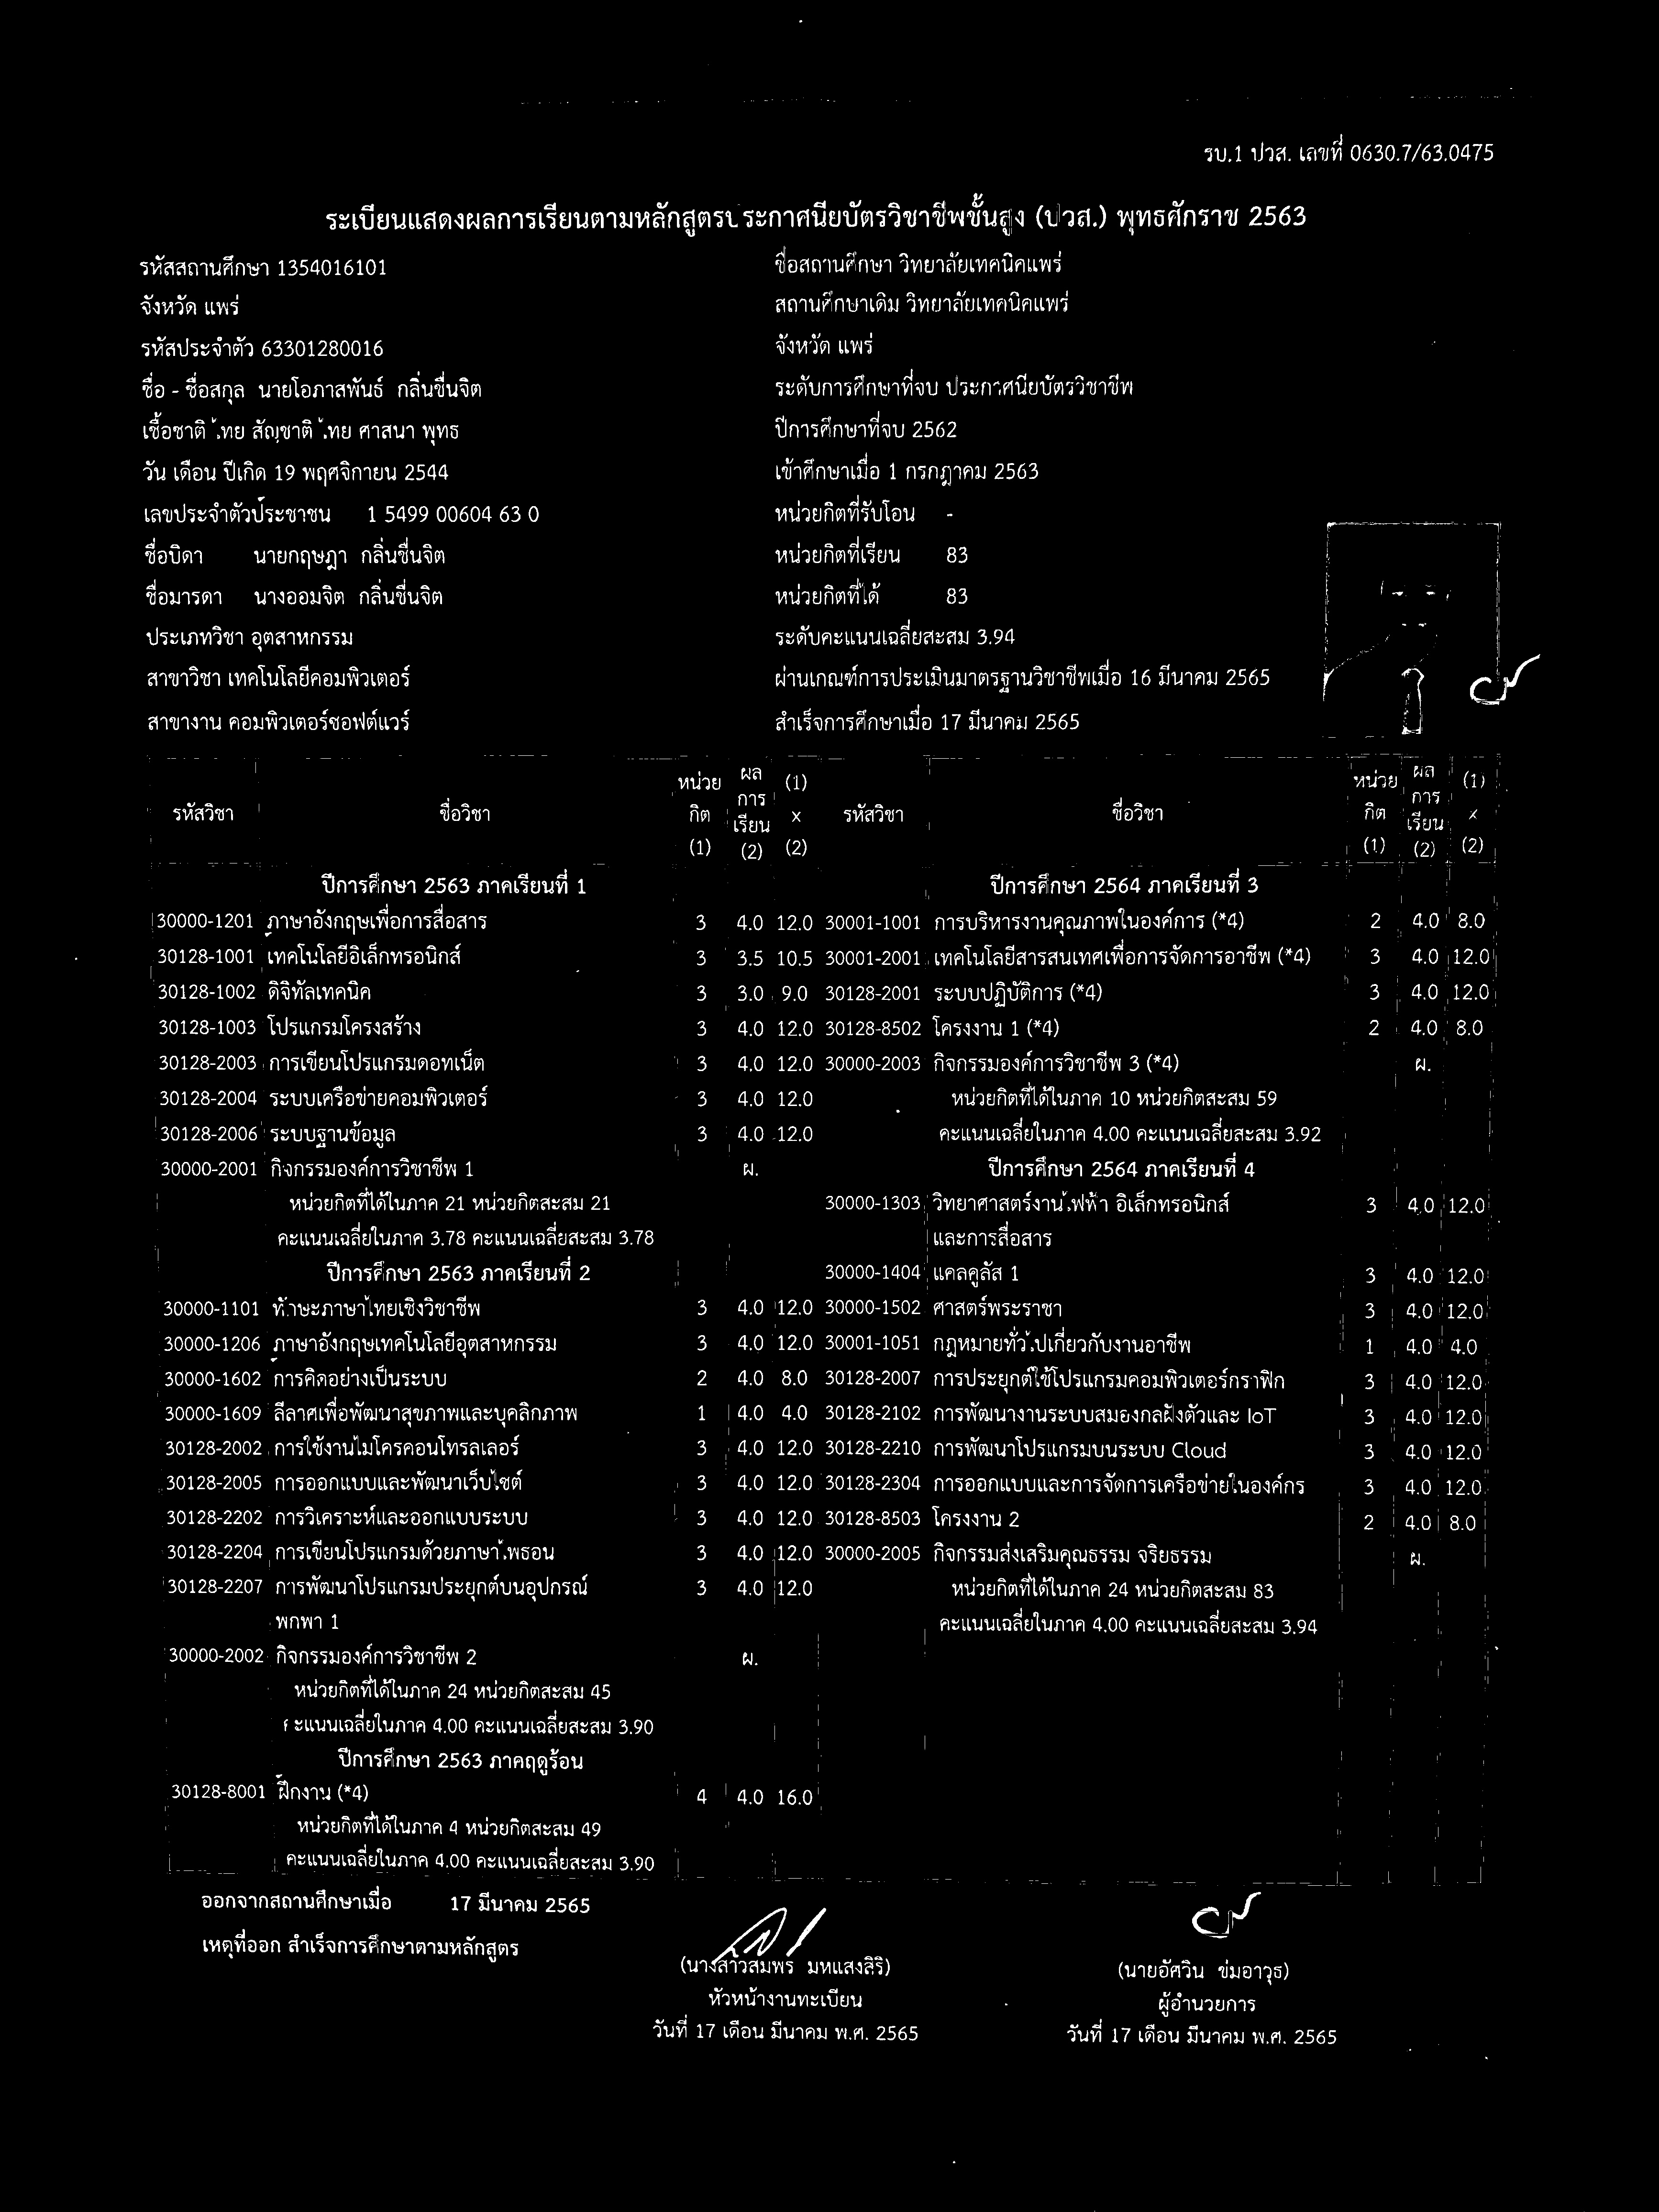 รบ.1 ปวส. เลขที่ 0630.7/63.0475
ระเบียนแสดงผลการเรียนตามหลักสูตรประกาศนียบัตรวิชาชีพชั้นสูง (ปวส.) พุทธศักราช 2563
รหัสสถานศึกษา 1354016101
จังหวัด แพร่
รหัสประจำตัว 63301280016
ชื่อ - ชื่อสกุล นายโอภาสพันธ์ กลิ่นชื่นจิต
เชื้อชาติ ไทย สัญชาติ ไทย ศาสนา พุทธ
วัน เดือน ปีเกิด 19 พฤศจิกายน 2544
เลขประจำตัวประชาชน 1 5499 00604 63 0
ชื่อบิดา นายกฤษฎา กลิ่นชื่นจิต
ชื่อมารดา นางออมจิต กลิ่นชื่นจิต
ประเภทวิชา อุตสาหกรรม
สาขาวิชา เทคโนโลยีคอมพิวเตอร์
สาขางาน คอมพิวเตอร์ซอฟต์แวร์
ชื่อสถานศึกษา วิทยาลัยเทคนิคแพร่
สถานศึกษาเดิม วิทยาลัยเทคนิคแพร่
จังหวัด แพร่
ระดับการศึกษาที่จบ ประกาศนียบัตรวิชาชีพ
ปีการศึกษาที่จบ 2562
เข้าศึกษาเมื่อ 1 กรกฎาคม 2563
หน่วยกิตที่รับโอน -
หน่วยกิตที่เรียน 83
หน่วยกิตที่ได้ 83
ระดับคะแนนเฉลี่ยสะสม 3.94
ผ่านเกณฑ์การประเมินมาตรฐานวิชาชีพเมื่อ 16 มีนาคม 2565
สำเร็จการศึกษาเมื่อ 17 มีนาคม 2565
รหัสวิชา ชื่อวิชา หน่วยกิต (1) ผลการเรียน (2) (1) x (2)
ปีการศึกษา 2563 ภาคเรียนที่ 1
30000-1201 ภาษาอังกฤษเพื่อการสื่อสาร 3 4.0 12.0
30128-1001 เทคโนโลยีอิเล็กทรอนิกส์ 3 3.5 10.5
30128-1002 ดิจิทัลเทคนิค 3 3.0 9.0
30128-1003 โปรแกรมโครงสร้าง 3 4.0 12.0
30128-2003 การเขียนโปรแกรมดอทเน็ต 3 4.0 12.0
30128-2004 ระบบเครือข่ายคอมพิวเตอร์ 3 4.0 12.0
30128-2006 ระบบฐานข้อมูล 3 4.0 12.0
30000-2001 กิจกรรมองค์การวิชาชีพ 1 ผ.
หน่วยกิตที่ได้ในภาค 21 หน่วยกิตสะสม 21
คะแนนเฉลี่ยในภาค 3.78 คะแนนเฉลี่ยสะสม 3.78
ปีการศึกษา 2563 ภาคเรียนที่ 2
30000-1101 ทักษะภาษาไทยเชิงวิชาชีพ 3 4.0 12.0
30000-1206 ภาษาอังกฤษเทคโนโลยีอุตสาหกรรม 3 4.0 12.0
30000-1602 การคิดอย่างเป็นระบบ 2 4.0 8.0
30000-1609 ลีลาศเพื่อพัฒนาสุขภาพและบุคลิกภาพ 1 4.0 4.0
30128-2002 การใช้งานไมโครคอนโทรลเลอร์ 3 4.0 12.0
30128-2005 การออกแบบและพัฒนาเว็บไซต์ 3 4.0 12.0
30128-2202 การวิเคราะห์และออกแบบระบบ 3 4.0 12.0
30128-2204 การเขียนโปรแกรมด้วยภาษาไพธอน 3 4.0 12.0
30128-2207 การพัฒนาโปรแกรมประยุกต์บนอุปกรณ์ 3 4.0 12.0
พกพา 1
30000-2002 กิจกรรมองค์การวิชาชีพ 2 ผ.
หน่วยกิตที่ได้ในภาค 24 หน่วยกิตสะสม 45
คะแนนเฉลี่ยในภาค 4.00 คะแนนเฉลี่ยสะสม 3.90
ปีการศึกษา 2563 ภาคฤดูร้อน
30128-8001 ฝึกงาน (*4) 4 4.0 16.0
หน่วยกิตที่ได้ในภาค 4 หน่วยกิตสะสม 49
คะแนนเฉลี่ยในภาค 4.00 คะแนนเฉลี่ยสะสม 3.90
รหัสวิชา ชื่อวิชา หน่วยกิต (1) ผลการเรียน (2) (1) x (2)
ปีการศึกษา 2564 ภาคเรียนที่ 3
30001-1001 การบริหารงานคุณภาพในองค์การ (*4) 2 4.0 8.0
30001-2001 เทคโนโลยีสารสนเทศเพื่อการจัดการอาชีพ (*4) 3 4.0 12.0
30128-2001 ระบบปฏิบัติการ (*4) 3 4.0 12.0
30128-8502 โครงงาน 1 (*4) 2 4.0 8.0
30000-2003 กิจกรรมองค์การวิชาชีพ 3 (*4) ผ.
หน่วยกิตที่ได้ในภาค 10 หน่วยกิตสะสม 59
คะแนนเฉลี่ยในภาค 4.00 คะแนนเฉลี่ยสะสม 3.92
ปีการศึกษา 2564 ภาคเรียนที่ 4
30000-1303 วิทยาศาสตร์งานไฟฟ้า อิเล็กทรอนิกส์ 3 4.0 12.0
และการสื่อสาร
30000-1404 แคลคูลัส 1 3 4.0 12.0
30000-1502 ศาสตร์พระราชา 3 4.0 12.0
30001-1051 กฎหมายทั่วไปเกี่ยวกับงานอาชีพ 1 4.0 4.0
30128-2007 การประยุกต์ใช้โปรแกรมคอมพิวเตอร์กราฟิก 3 4.0 12.0
30128-2102 การพัฒนางานระบบสมองกลฝังตัวและ IoT 3 4.0 12.0
30128-2210 การพัฒนาโปรแกรมบนระบบ Cloud 3 4.0 12.0
30128-2304 การออกแบบและการจัดการเครือข่ายในองค์กร 3 4.0 12.0
30128-8503 โครงงาน 2 2 4.0 8.0
30000-2005 กิจกรรมส่งเสริมคุณธรรม จริยธรรม ผ.
หน่วยกิตที่ได้ในภาค 24 หน่วยกิตสะสม 83
คะแนนเฉลี่ยในภาค 4.00 คะแนนเฉลี่ยสะสม 3.94
ออกจากสถานศึกษาเมื่อ 17 มีนาคม 2565
เหตุที่ออก สำเร็จการศึกษาตามหลักสูตร
(นางสาวสมพร มหแสงสิริ)
หัวหน้างานทะเบียน
วันที่ 17 เดือน มีนาคม พ.ศ. 2565
(นายอัศวิน ข่มอาวุธ)
ผู้อำนวยการ
วันที่ 17 เดือน มีนาคม พ.ศ. 2565